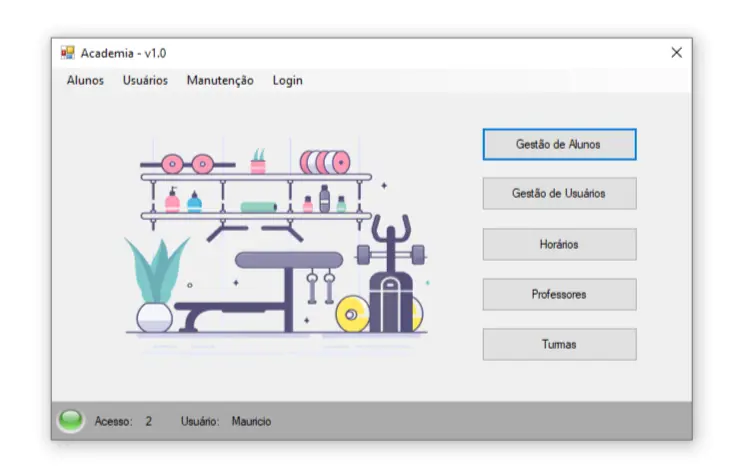 Academia - v1.0
Alunos Usuários Manutenção Login
Gestão de Alunos
Gestão de Usuários
Horários
Professores
Turmas
Acesso: 2 Usuário: Mauricio